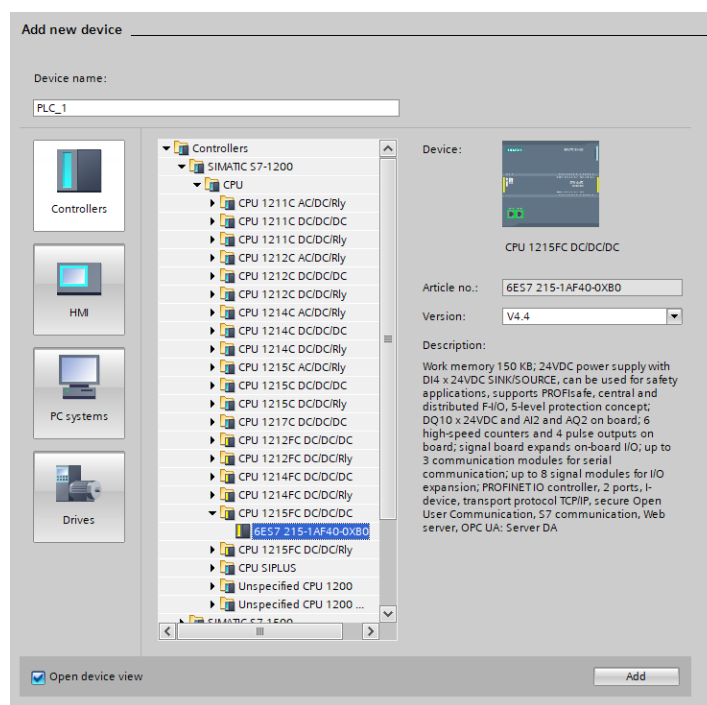 Add new device
Device name:
PLC_1
Controllers
HMI
PC systems
Drives
Controllers
SIMATIC S7-1200
CPU
CPU 1211C AC/DC/Rly
CPU 1211C DC/DC/DC
CPU 1211C DC/DC/Rly
CPU 1212C AC/DC/Rly
CPU 1212C DC/DC/DC
CPU 1212C DC/DC/Rly
CPU 1214C AC/DC/Rly
CPU 1214C DC/DC/DC
CPU 1214C DC/DC/Rly
CPU 1215C AC/DC/Rly
CPU 1215C DC/DC/DC
CPU 1215C DC/DC/Rly
CPU 1217C DC/DC/DC
CPU 1212FC DC/DC/DC
CPU 1212FC DC/DC/Rly
CPU 1214FC DC/DC/DC
CPU 1214FC DC/DC/Rly
CPU 1215FC DC/DC/DC
6ES7 215-1AF40-0XB0
CPU 1215FC DC/DC/Rly
CPU SIPLUS
Unspecified CPU 1200
Unspecified CPU 1200 ...
SIMATIC S7-1500
Device:
CPU 1215FC DC/DC/DC
Article no.: 6ES7 215-1AF40-0XB0
Version: V4.4
Description:
Work memory 150 KB; 24VDC power supply with
DI4 x 24VDC SINK/SOURCE, can be used for safety
applications, supports PROFIsafe, central and
distributed F-I/O, 5-level protection concept;
DQ10 x 24VDC and AI2 and AQ2 on board; 6
high-speed counters and 4 pulse outputs on
board; signal board expands on-board I/O; up to
3 communication modules for serial
communication; up to 8 signal modules for I/O
expansion; PROFINET IO controller, 2 ports, I-
device, transport protocol TCP/IP, secure Open
User Communication, S7 communication, Web
server, OPC UA: Server DA
Open device view
Add